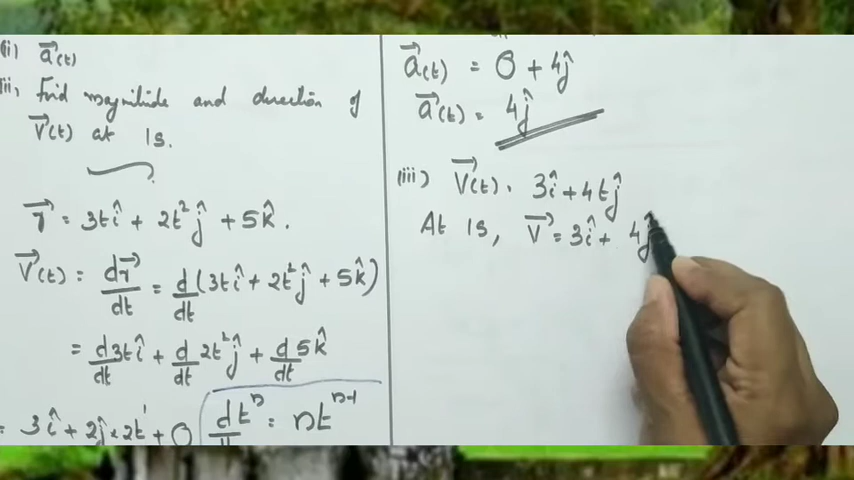 (ii) a⃗(t)
iii, Find magnitude and direction of
V⃗(t) at 1s.
r⃗ = 3tî + 2t²ĵ + 5k̂.
V⃗(t) = dr⃗/dt = d/dt (3tî + 2t²ĵ + 5k̂)
= d/dt 3tî + d/dt 2t²ĵ + d/dt 5k̂
= 3î + 2ĵ × 2t¹ + 0
dtⁿ/dt = ntⁿ⁻¹
a⃗(t) = 0 + 4ĵ
a⃗(t) = 4ĵ
(iii) V⃗(t) = 3î + 4tĵ
At 1s, V⃗ = 3î + 4ĵ